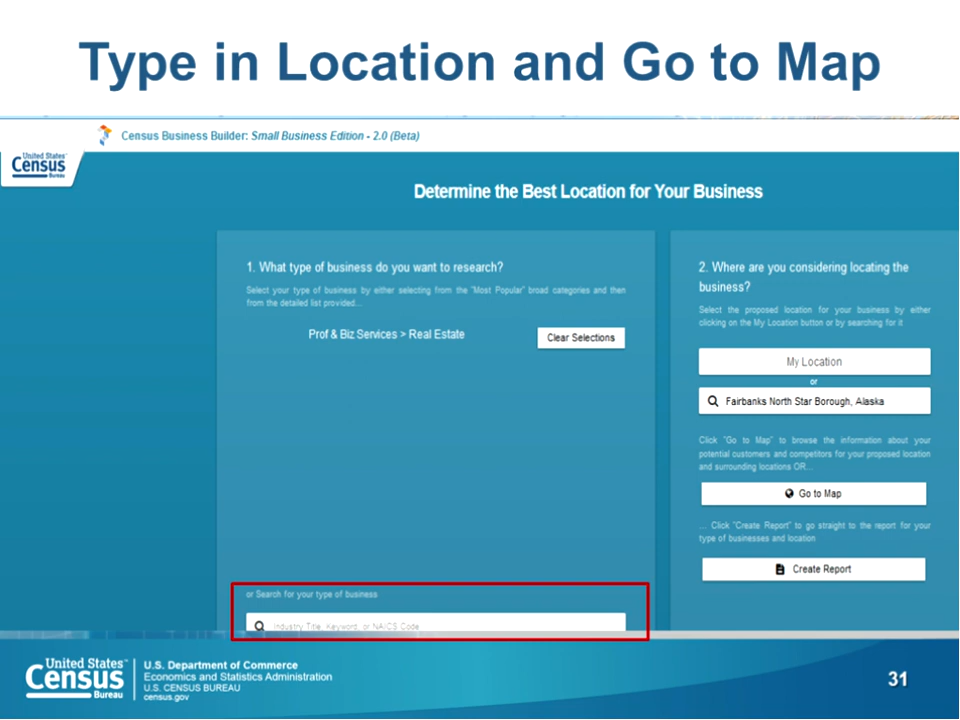 Type in Location and Go to Map
Census Business Builder: Small Business Edition - 2.0 (Beta)
United States™
Census
Bureau
Determine the Best Location for Your Business
1. What type of business do you want to research?
Select your type of business by either selecting from the "Most Popular" broad categories and then
from the detailed list provided...
Prof & Biz Services > Real Estate
Clear Selections
or Search for your type of business
Industry Title, Keyword, or NAICS Code
2. Where are you considering locating the
business?
Select the proposed location for your business by either
clicking on the My Location button or by searching for it
My Location
or
Fairbanks North Star Borough, Alaska
Click "Go to Map" to browse the information about your
potential customers and competitors for your proposed location
and surrounding locations OR...
Go to Map
... Click "Create Report" to go straight to the report for your
type of businesses and location
Create Report
United States™
Census
Bureau
U.S. Department of Commerce
Economics and Statistics Administration
U.S. CENSUS BUREAU
census.gov
31